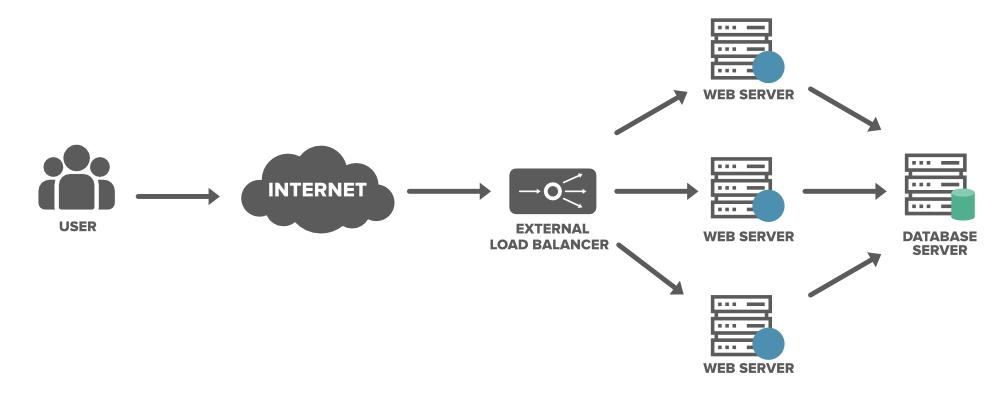 USER
INTERNET
EXTERNAL
LOAD BALANCER
WEB SERVER
WEB SERVER
WEB SERVER
DATABASE
SERVER